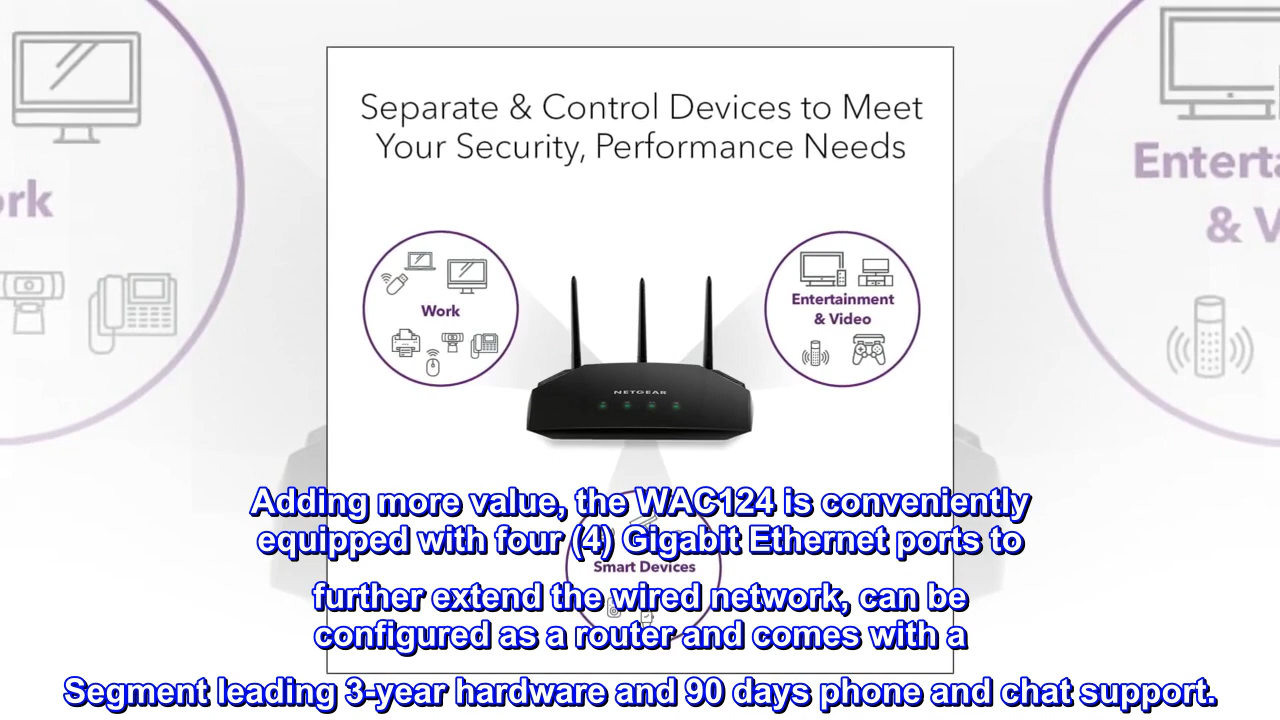 Separate & Control Devices to Meet
Your Security, Performance Needs
ork
Work
Entertainment
& Video
Enterta
& V
NETGEAR
Adding more value, the WAC124 is conveniently
equipped with four (4) Gigabit Ethernet ports to
Smart Devices
further extend the wired network, can be
configured as a router and comes with a
Segment leading 3-year hardware and 90 days phone and chat support.